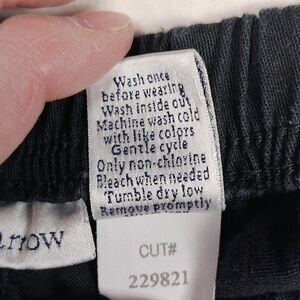 Wash once
before wearing
Wash inside out
Machine wash cold
with like colors
Gentle cycle
Only non-chlorine
Bleach when needed
Tumble dry low
Remove promptly
rrow
CUT#
229821